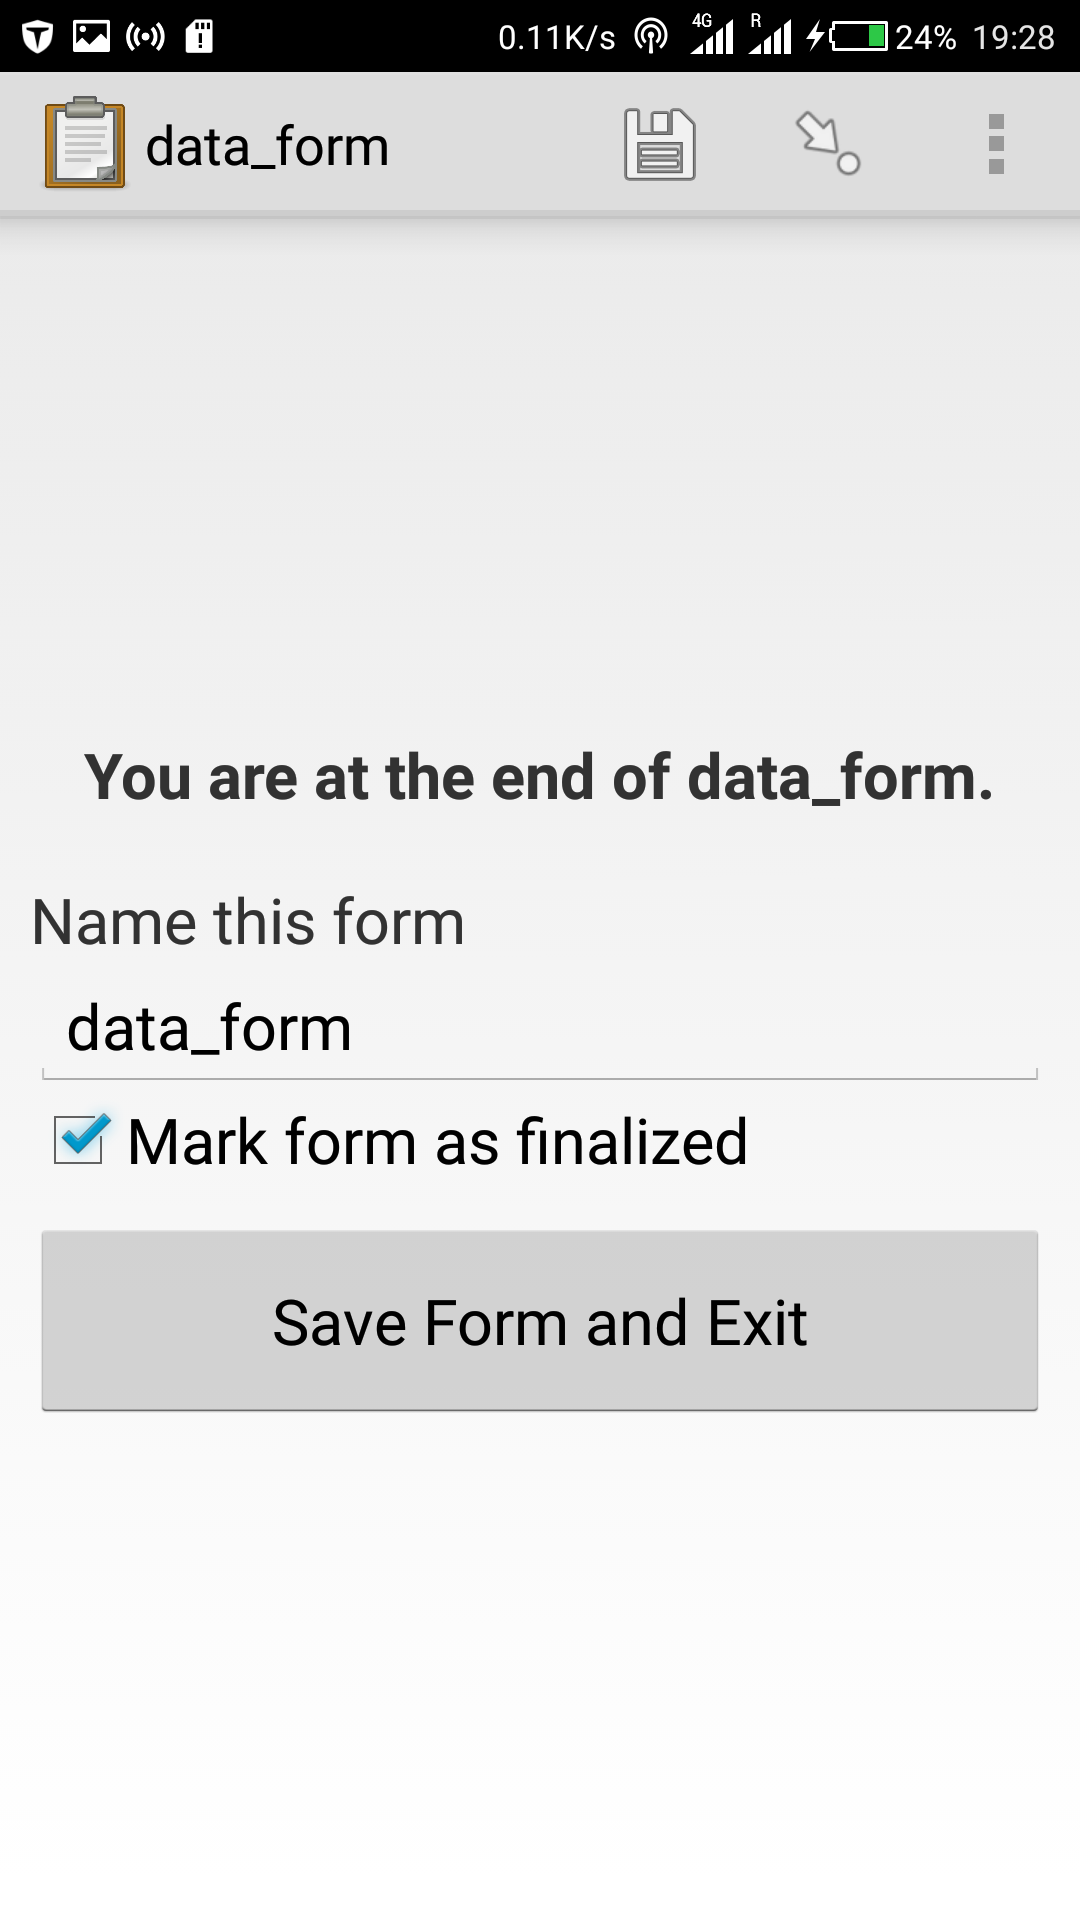 0.11K/s 4G R 24% 19:28
data_form
You are at the end of data_form.
Name this form
data_form
Mark form as finalized
Save Form and Exit